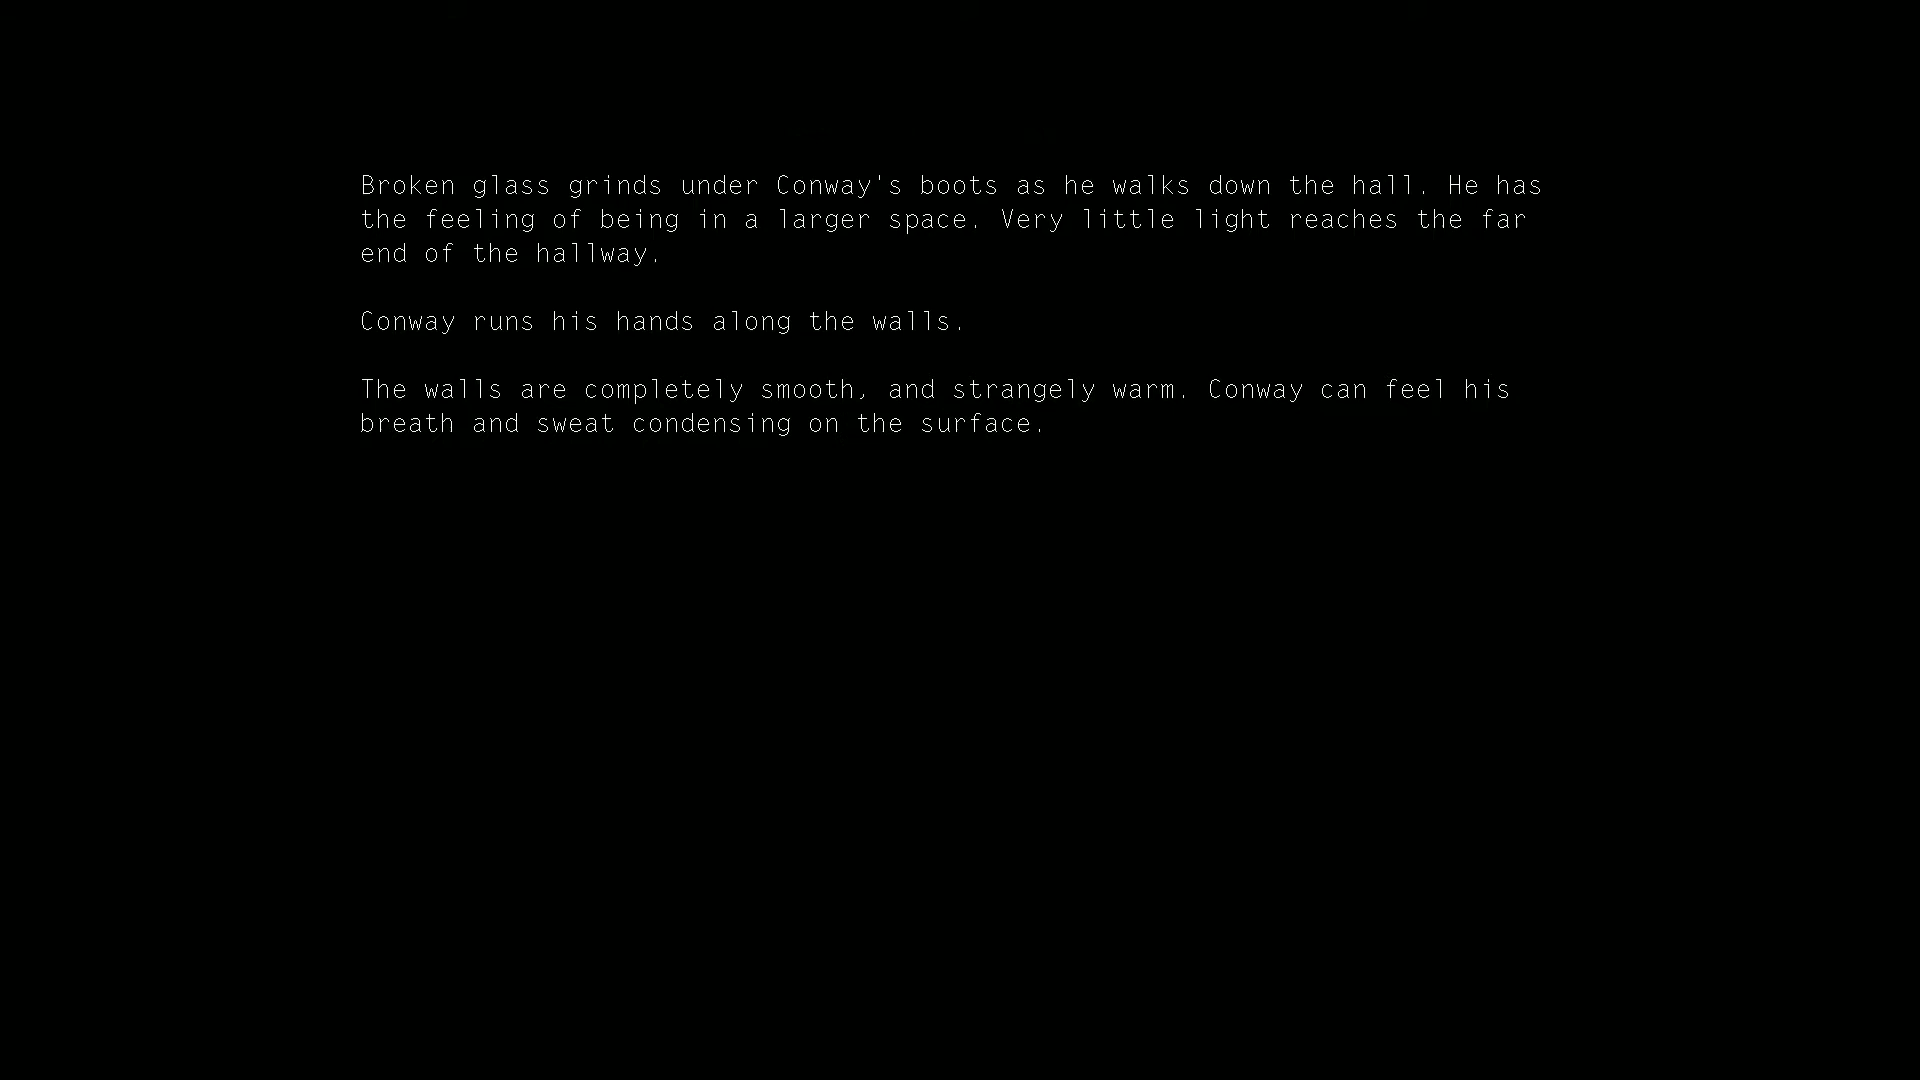 Broken glass grinds under Conway's boots as he walks down the hall. He has
the feeling of being in a larger space. Very little light reaches the far
end of the hallway.
Conway runs his hands along the walls.
The walls are completely smooth, and strangely warm. Conway can feel his
breath and sweat condensing on the surface.